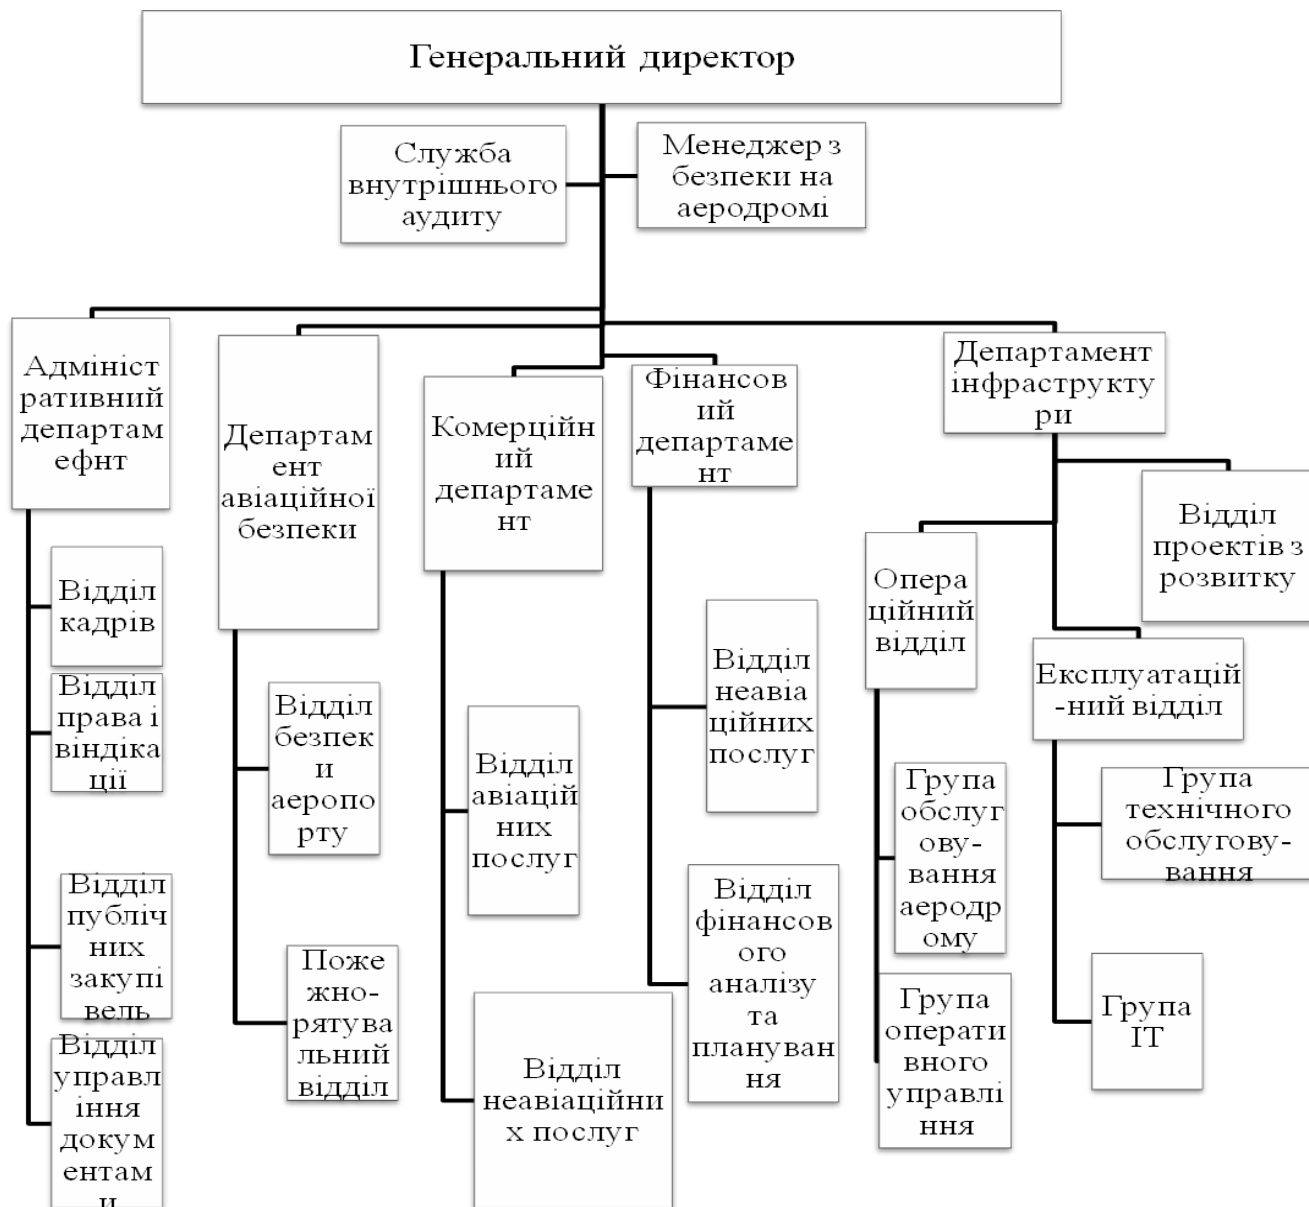 Генеральний директор
Служба
внутрішнього
аудиту
Менеджер з
безпеки на
аеродромі
Адмініст
ративний
департам
ефнт
Департам
ент
авіаційної
безпеки
Комерцій
ний
департаме
нт
Фінансов
ий
департаме
нт
Департамент
інфраструкту
ри
Відділ
кадрів
Відділ
права і
віндіка
ції
Відділ
публіч
них
закупі
вель
Відділ
управл
іння
докум
ентам
и
Відділ
безпек
и
аеропо
рту
Поже
жно-
рятува
льний
відділ
Відділ
авіацій
них
послуг
Відділ
неавіаційни
х послуг
Відділ
неавіа
ційних
послуг
Відділ
фінансов
ого
аналізу
та
плануван
ня
Опера
ційний
відділ
Група
обслуг
ову-
вання
аеродр
ому
Група
операти
вного
управлі
ння
Відділ
проектів з
розвитку
Експлуатацій
-ний відділ
Група
технічного
обслугову-
вання
Група
ІТ